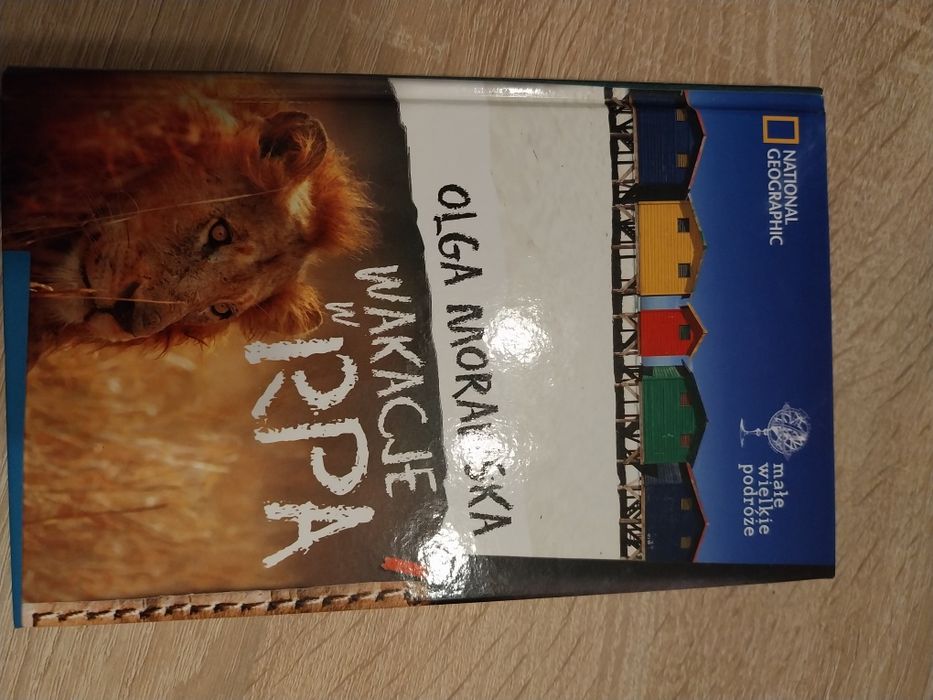 NATIONAL
GEOGRAPHIC
małe
wielkie
podróże
OLGA MORAWSKA
WAKACJE
W
RPA